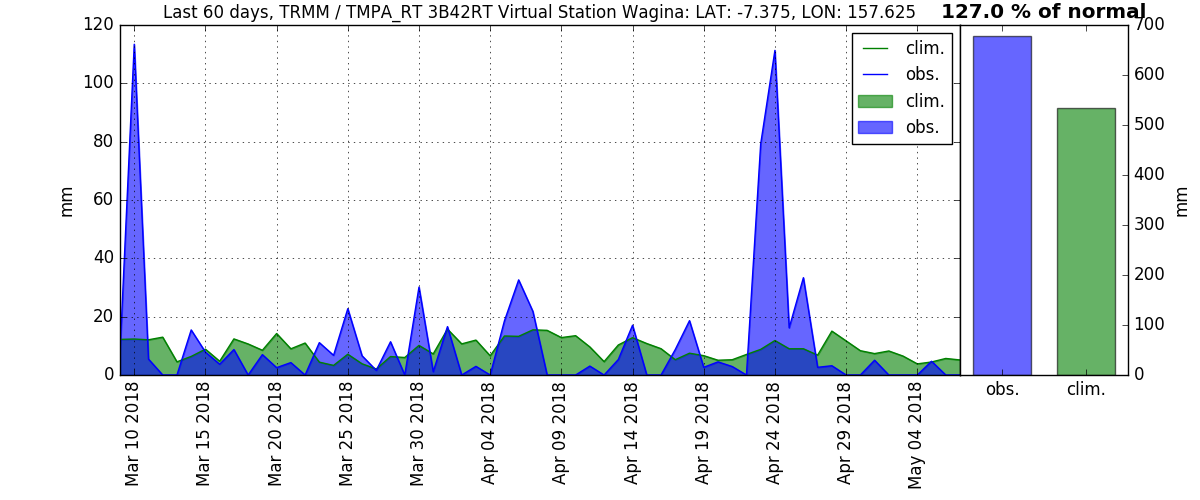 Last 60 days, TRMM / TMPA_RT 3B42RT Virtual Station Wagina: LAT: -7.375, LON: 157.625
127.0 % of normal
120
100
80
60
40
20
0
mm
clim.
obs.
clim.
obs.
700
600
500
400
300
200
100
0
mm
obs.
clim.
Mar 10 2018
Mar 15 2018
Mar 20 2018
Mar 25 2018
Mar 30 2018
Apr 04 2018
Apr 09 2018
Apr 14 2018
Apr 19 2018
Apr 24 2018
Apr 29 2018
May 04 2018